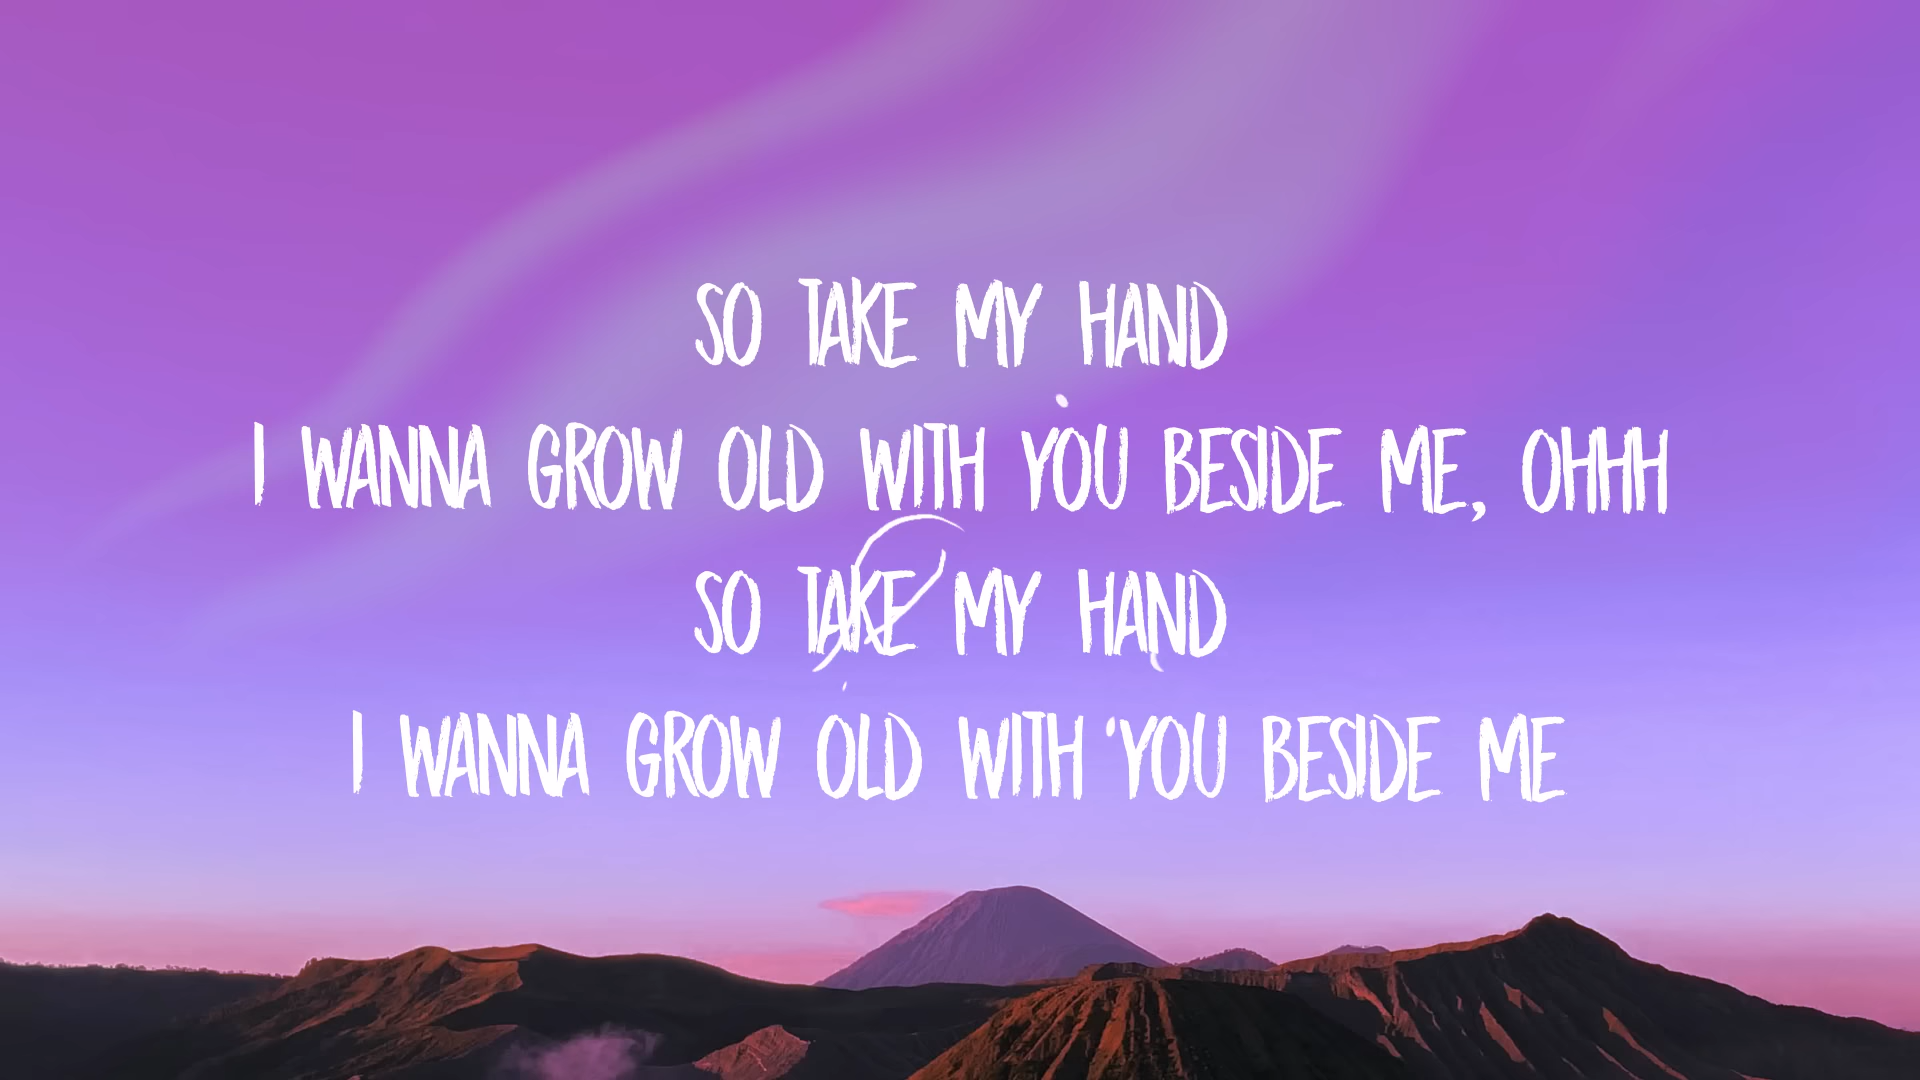 SO TAKE MY HAND
I WANNA GROW OLD WITH YOU BESIDE ME, OHHH
SO TAKE MY HAND
I WANNA GROW OLD WITH YOU BESIDE ME